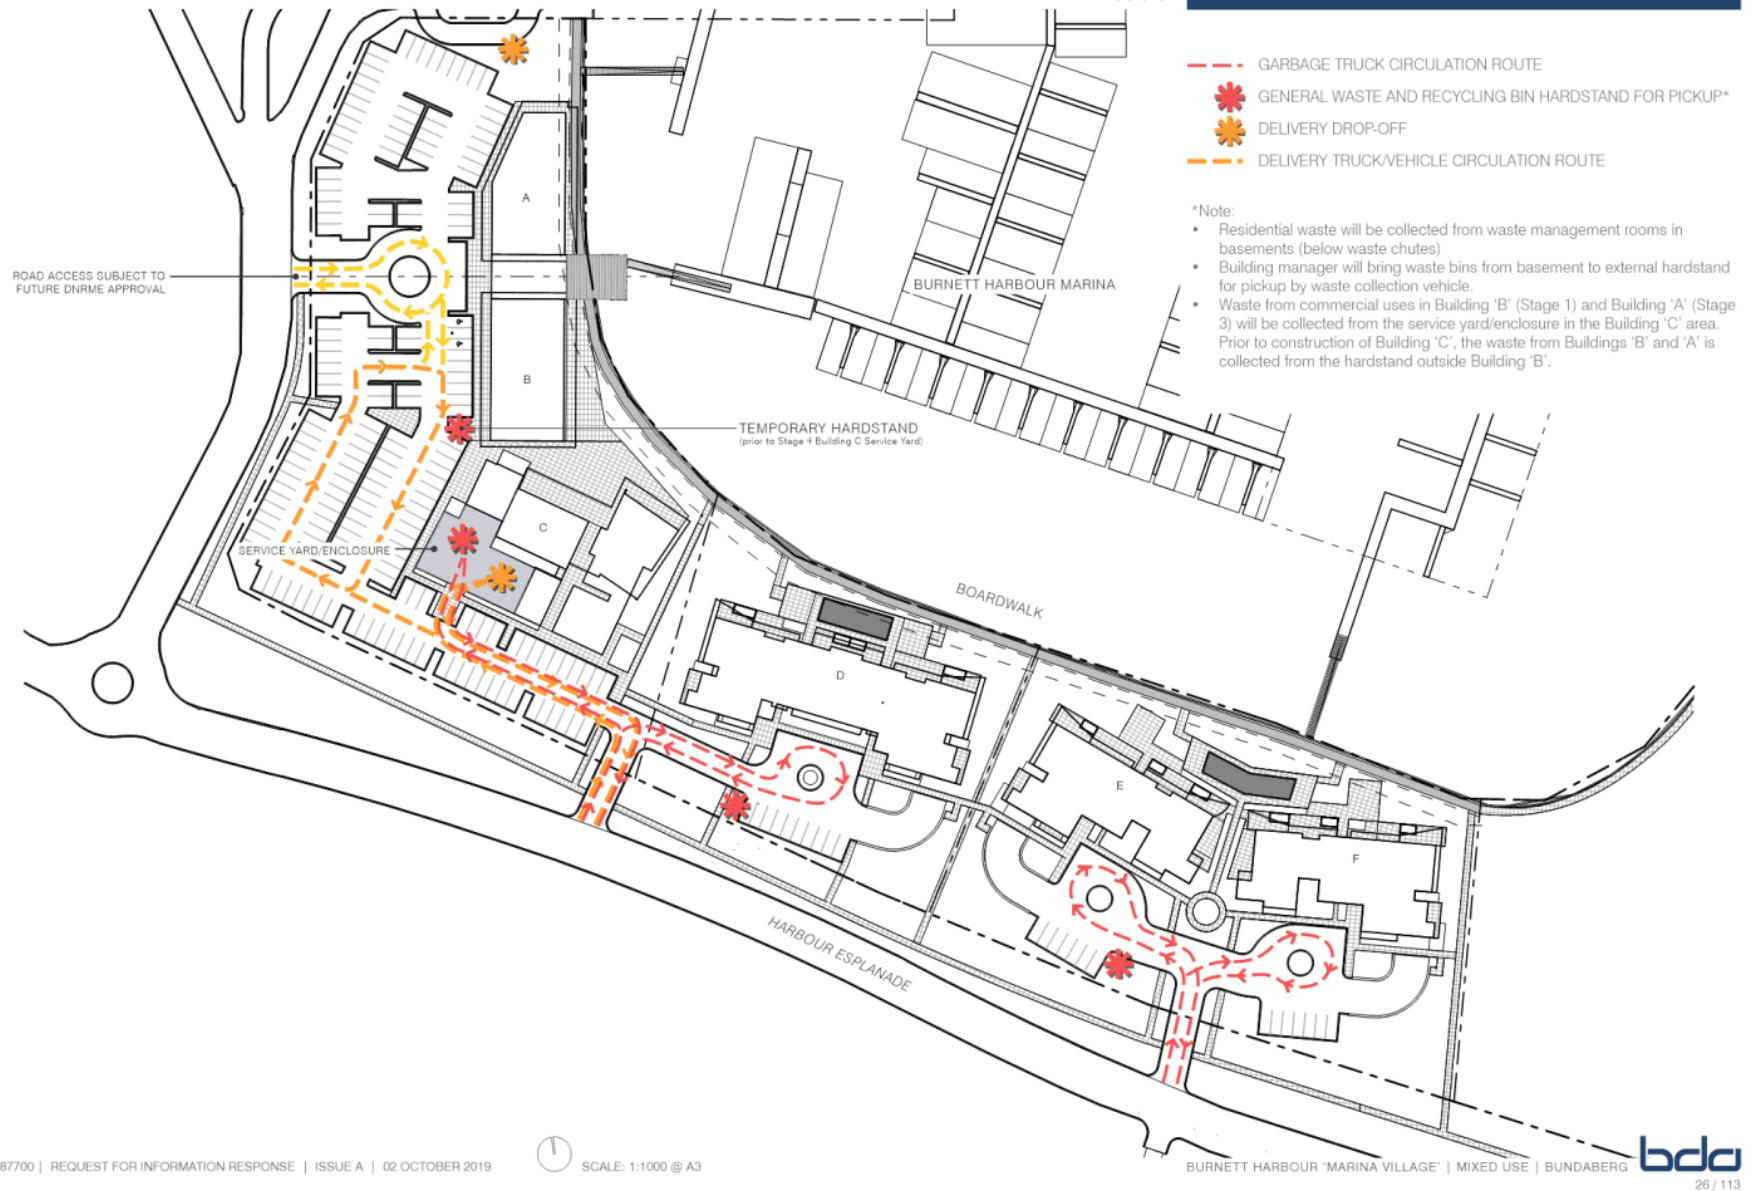 GARBAGE TRUCK CIRCULATION ROUTE
GENERAL WASTE AND RECYCLING BIN HARDSTAND FOR PICKUP*
DELIVERY DROP-OFF
DELIVERY TRUCK/VEHICLE CIRCULATION ROUTE
*Note:
• Residential waste will be collected from waste management rooms in
basements (below waste chutes)
• Building manager will bring waste bins from basement to external hardstand
for pickup by waste collection vehicle.
• Waste from commercial uses in Building 'B' (Stage 1) and Building 'A' (Stage
3) will be collected from the service yard/enclosure in the Building 'C' area.
Prior to construction of Building 'C', the waste from Buildings 'B' and 'A' is
collected from the hardstand outside Building 'B'.
A
ROAD ACCESS SUBJECT TO
FUTURE DNRME APPROVAL
BURNETT HARBOUR MARINA
B
TEMPORARY HARDSTAND
(prior to Stage 4 Building C Service Yard)
C
SERVICE YARD/ENCLOSURE
BOARDWALK
D
E
F
HARBOUR ESPLANADE
87700 | REQUEST FOR INFORMATION RESPONSE | ISSUE A | 02 OCTOBER 2019
SCALE: 1:1000 @ A3
BURNETT HARBOUR 'MARINA VILLAGE' | MIXED USE | BUNDABERG
bda
26 / 113